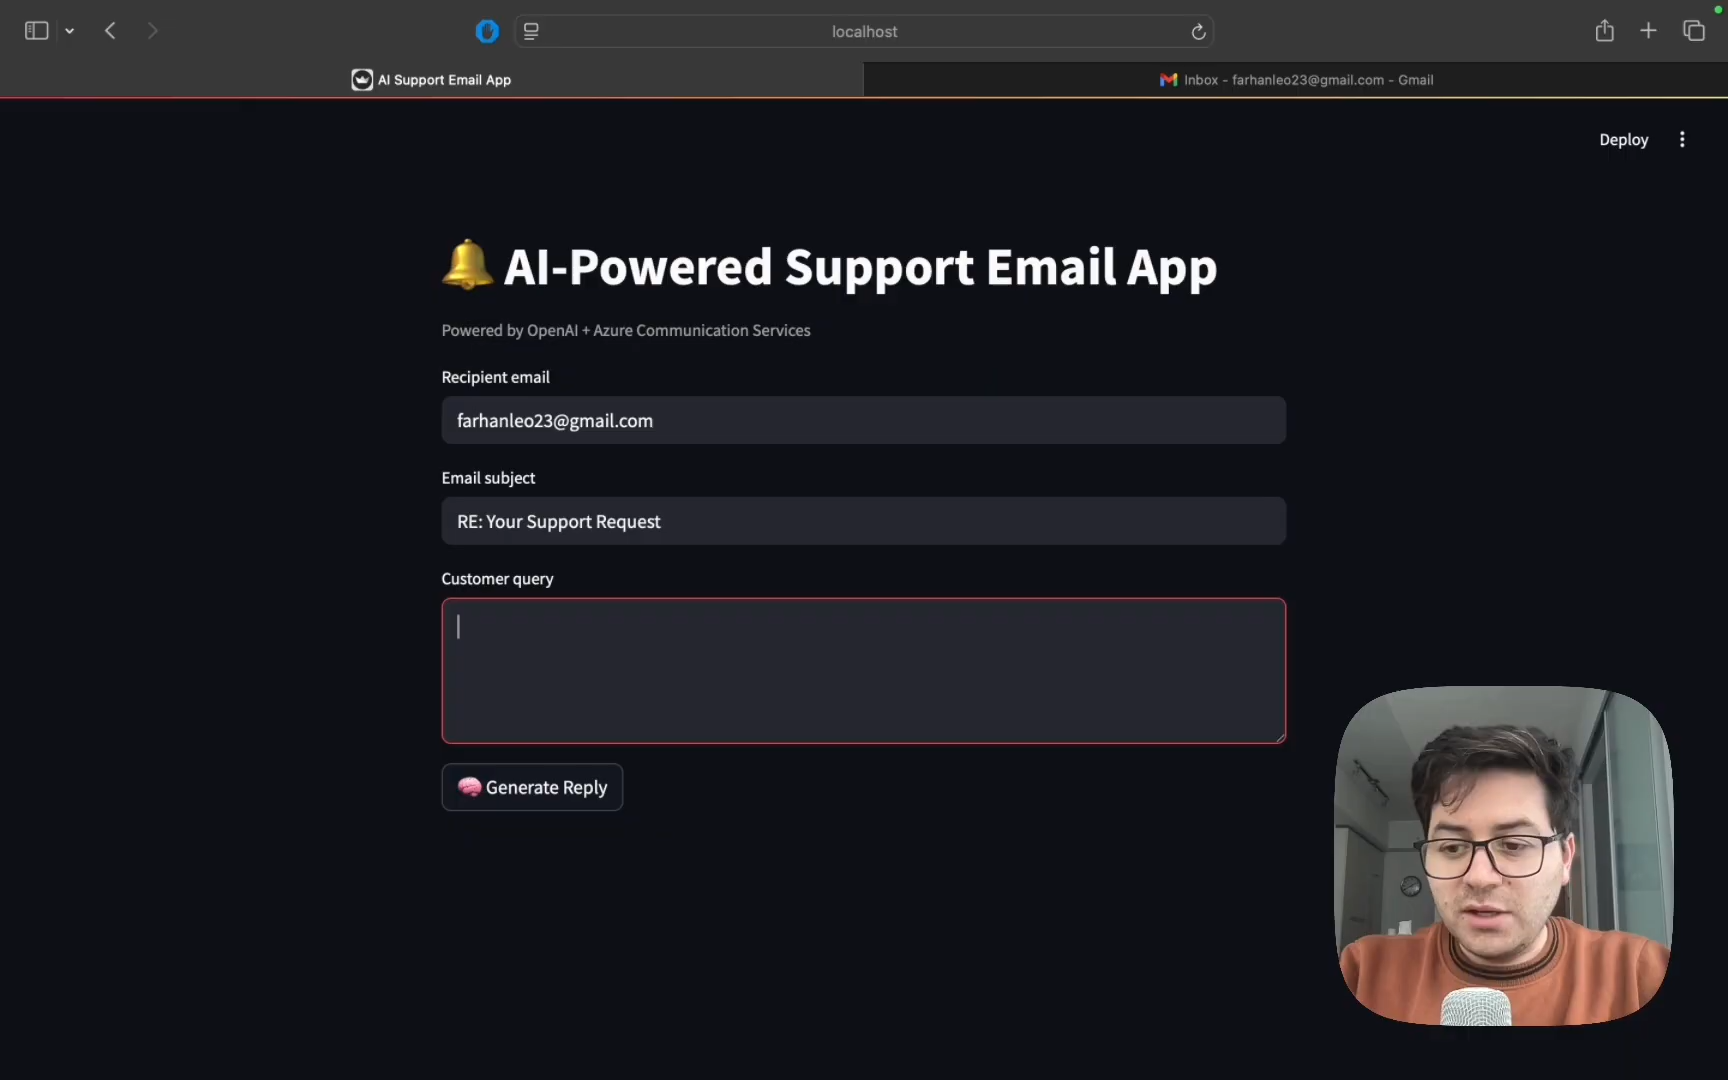 localhost
AI Support Email App
Inbox - farhanleo23@gmail.com - Gmail
Deploy
AI-Powered Support Email App
Powered by OpenAI + Azure Communication Services
Recipient email
farhanleo23@gmail.com
Email subject
RE: Your Support Request
Customer query
Generate Reply